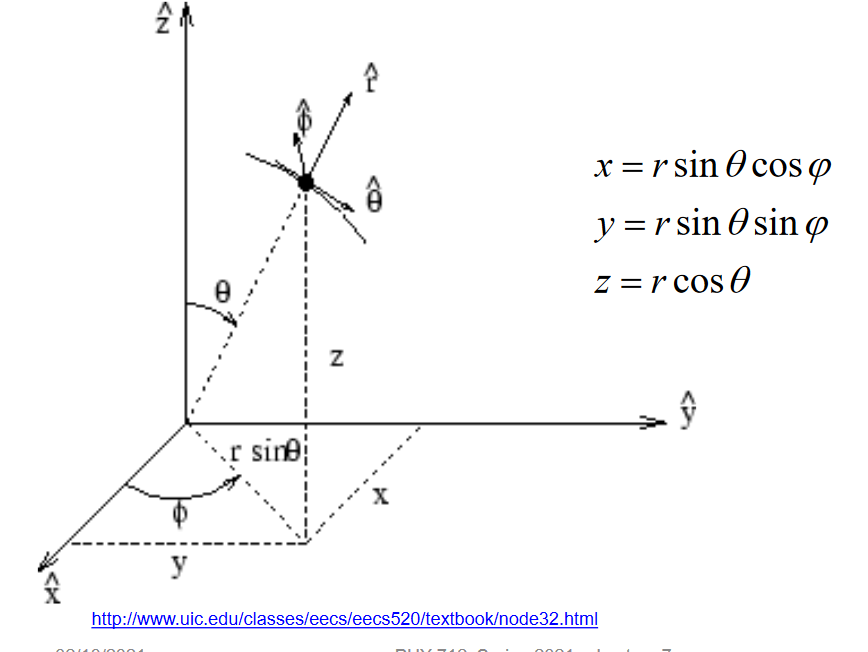 ẑ
r̂
ϕ̂
θ̂
x = r sin θ cos φ
y = r sin θ sin φ
z = r cos θ
θ
z
ŷ
r sinθ
x
ϕ
y
x̂
http://www.uic.edu/classes/eecs/eecs520/textbook/node32.html